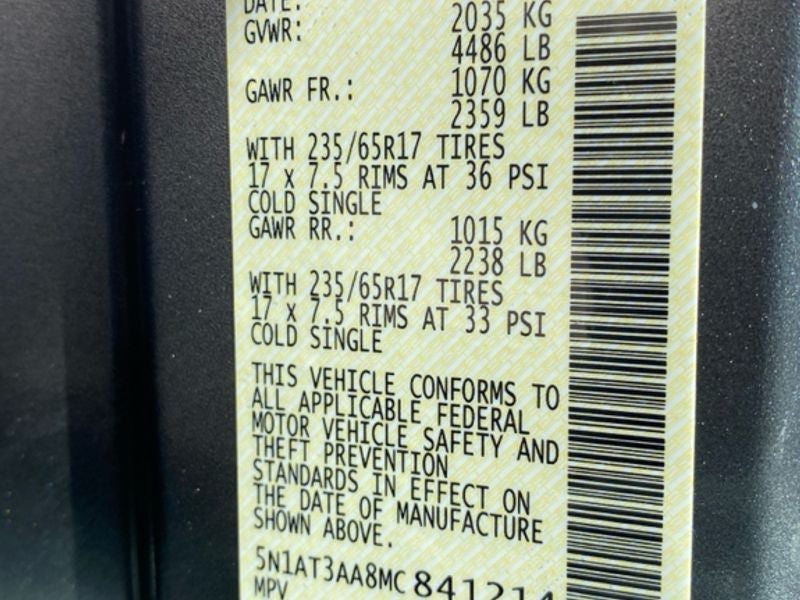 DATE:
GVWR: 2035 KG
4486 LB
GAWR FR.: 1070 KG
2359 LB
WITH 235/65R17 TIRES
17 x 7.5 RIMS AT 36 PSI
COLD SINGLE
GAWR RR.: 1015 KG
2238 LB
WITH 235/65R17 TIRES
17 x 7.5 RIMS AT 33 PSI
COLD SINGLE
THIS VEHICLE CONFORMS TO
ALL APPLICABLE FEDERAL
MOTOR VEHICLE SAFETY AND
THEFT PREVENTION
STANDARDS IN EFFECT ON
THE DATE OF MANUFACTURE
SHOWN ABOVE.
5N1AT3AA8MC 841214
MPV